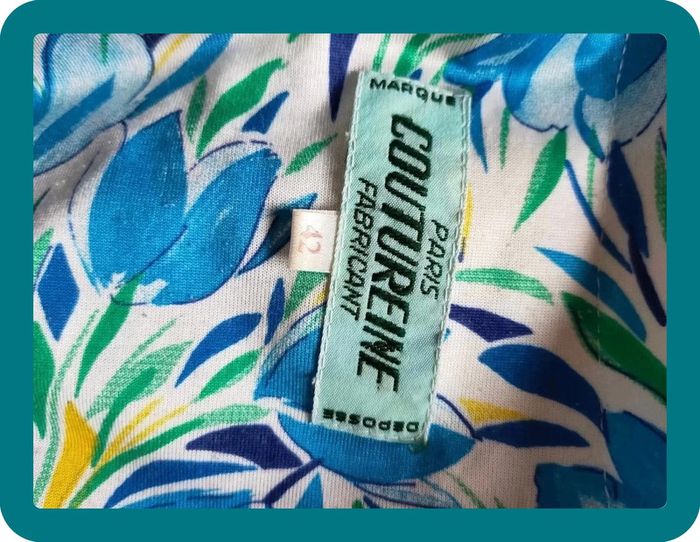 MARQUE
PARIS
COUTUREINE
FABRICANT
DEPOSEE
42